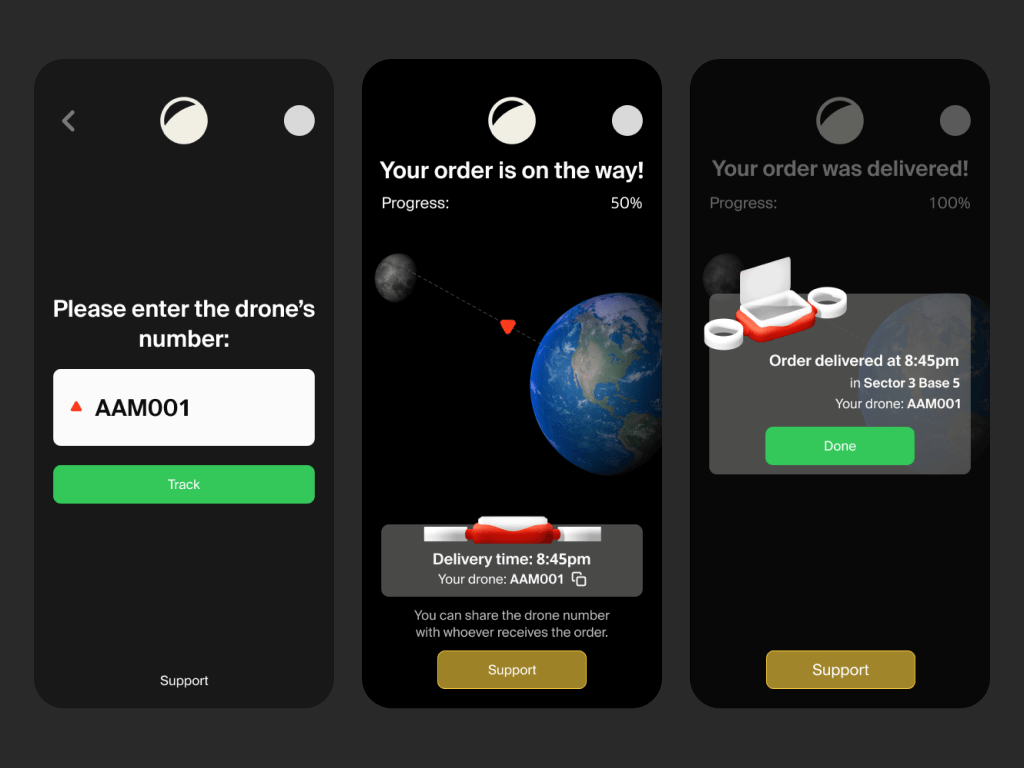 Please enter the drone’s
number:
AAM001
Track
Support
Your order is on the way!
Progress: 50%
Delivery time: 8:45pm
Your drone: AAM001
You can share the drone number
with whoever receives the order.
Support
Your order was delivered!
Progress: 100%
Order delivered at 8:45pm
in Sector 3 Base 5
Your drone: AAM001
Done
Support